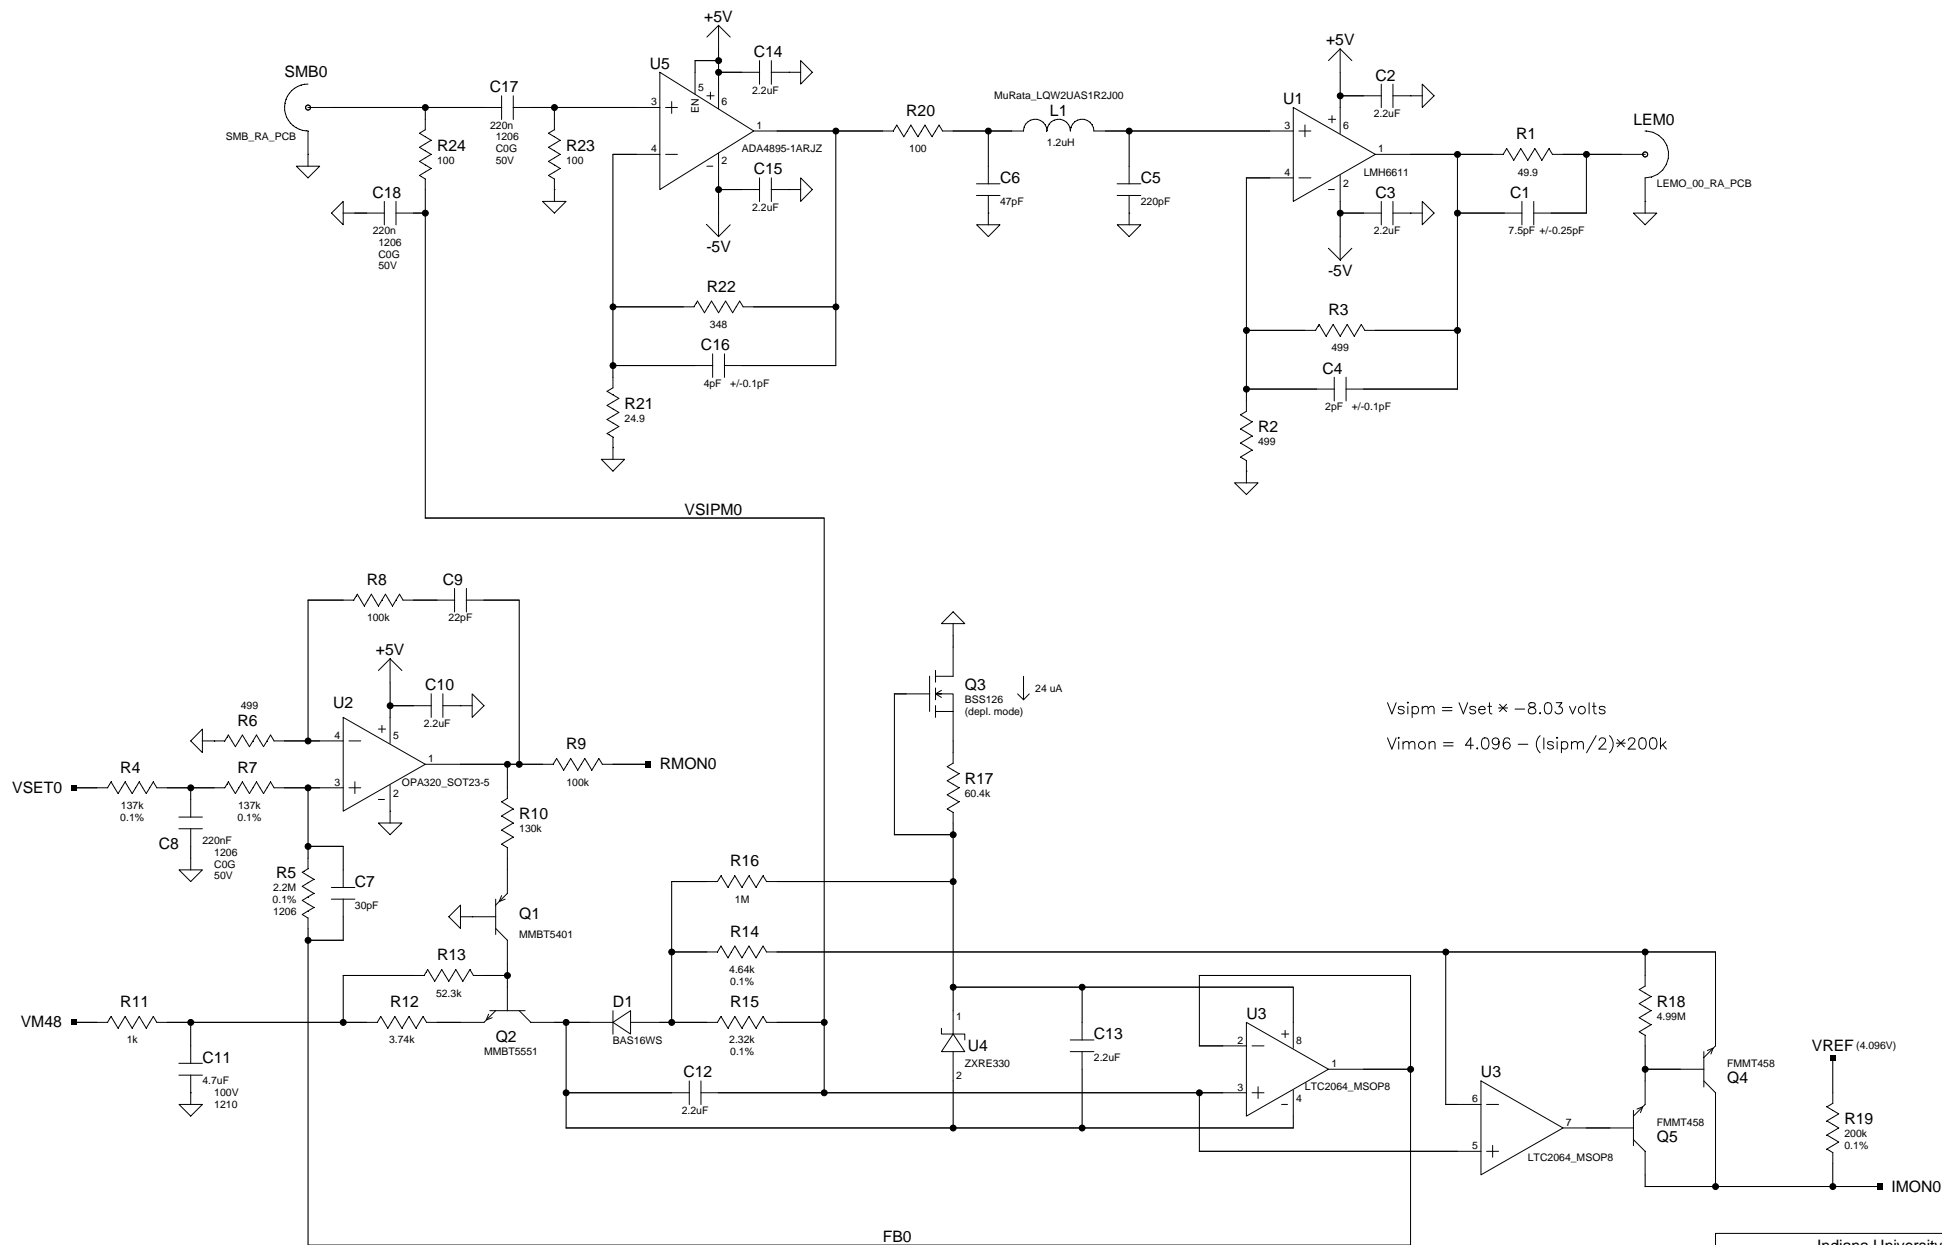 SMB0
SMB_RA_PCB
R24
100
C17
220n
1206
C0G
50V
R23
100
C18
220n
1206
C0G
50V
U5
+5V
C14
2.2uF
EN
5
+
6
3
+
4
−
1
ADA4895-1ARJZ
2
−
C15
2.2uF
-5V
R22
348
C16
4pF +/-0.1pF
R21
24.9
R20
100
MuRata_LQW2UAS1R2J00
L1
1.2uH
C6
47pF
C5
220pF
U1
+5V
C2
2.2uF
+
6
3
+
4
−
1
LMH6611
2
−
C3
2.2uF
-5V
R1
49.9
C1
7.5pF +/-0.25pF
LEM0
LEMO_00_RA_PCB
R3
499
C4
2pF +/-0.1pF
R2
499
VSIPM0
R8
100k
C9
22pF
+5V
C10
2.2uF
U2
499
R6
4
−
+
5
1
3
+
−
2
OPA320_SOT23-5
R9
100k
RMON0
VSET0
R4
137k
0.1%
R7
137k
0.1%
C8
220nF
1206
C0G
50V
R5
2.2M
0.1%
1206
C7
30pF
R10
130k
Q1
MMBT5401
R13
52.3k
VM48
R11
1k
C11
4.7uF
100V
1210
R12
3.74k
Q2
MMBT5551
D1
BAS16WS
R16
1M
R14
4.64k
0.1%
R15
2.32k
0.1%
C12
2.2uF
Q3
BSS126
(depl. mode)
24 uA
R17
60.4k
1
U4
ZXRE330
2
C13
2.2uF
U3
2
−
+
8
1
3
+
−
4
LTC2064_MSOP8
Vsipm = Vset * -8.03 volts
Vimon = 4.096 - (Isipm/2)*200k
U3
6
−
7
5
+
LTC2064_MSOP8
R18
4.99M
FMMT458
Q4
FMMT458
Q5
VREF (4.096V)
R19
200k
0.1%
IMON0
FB0
Indiana University